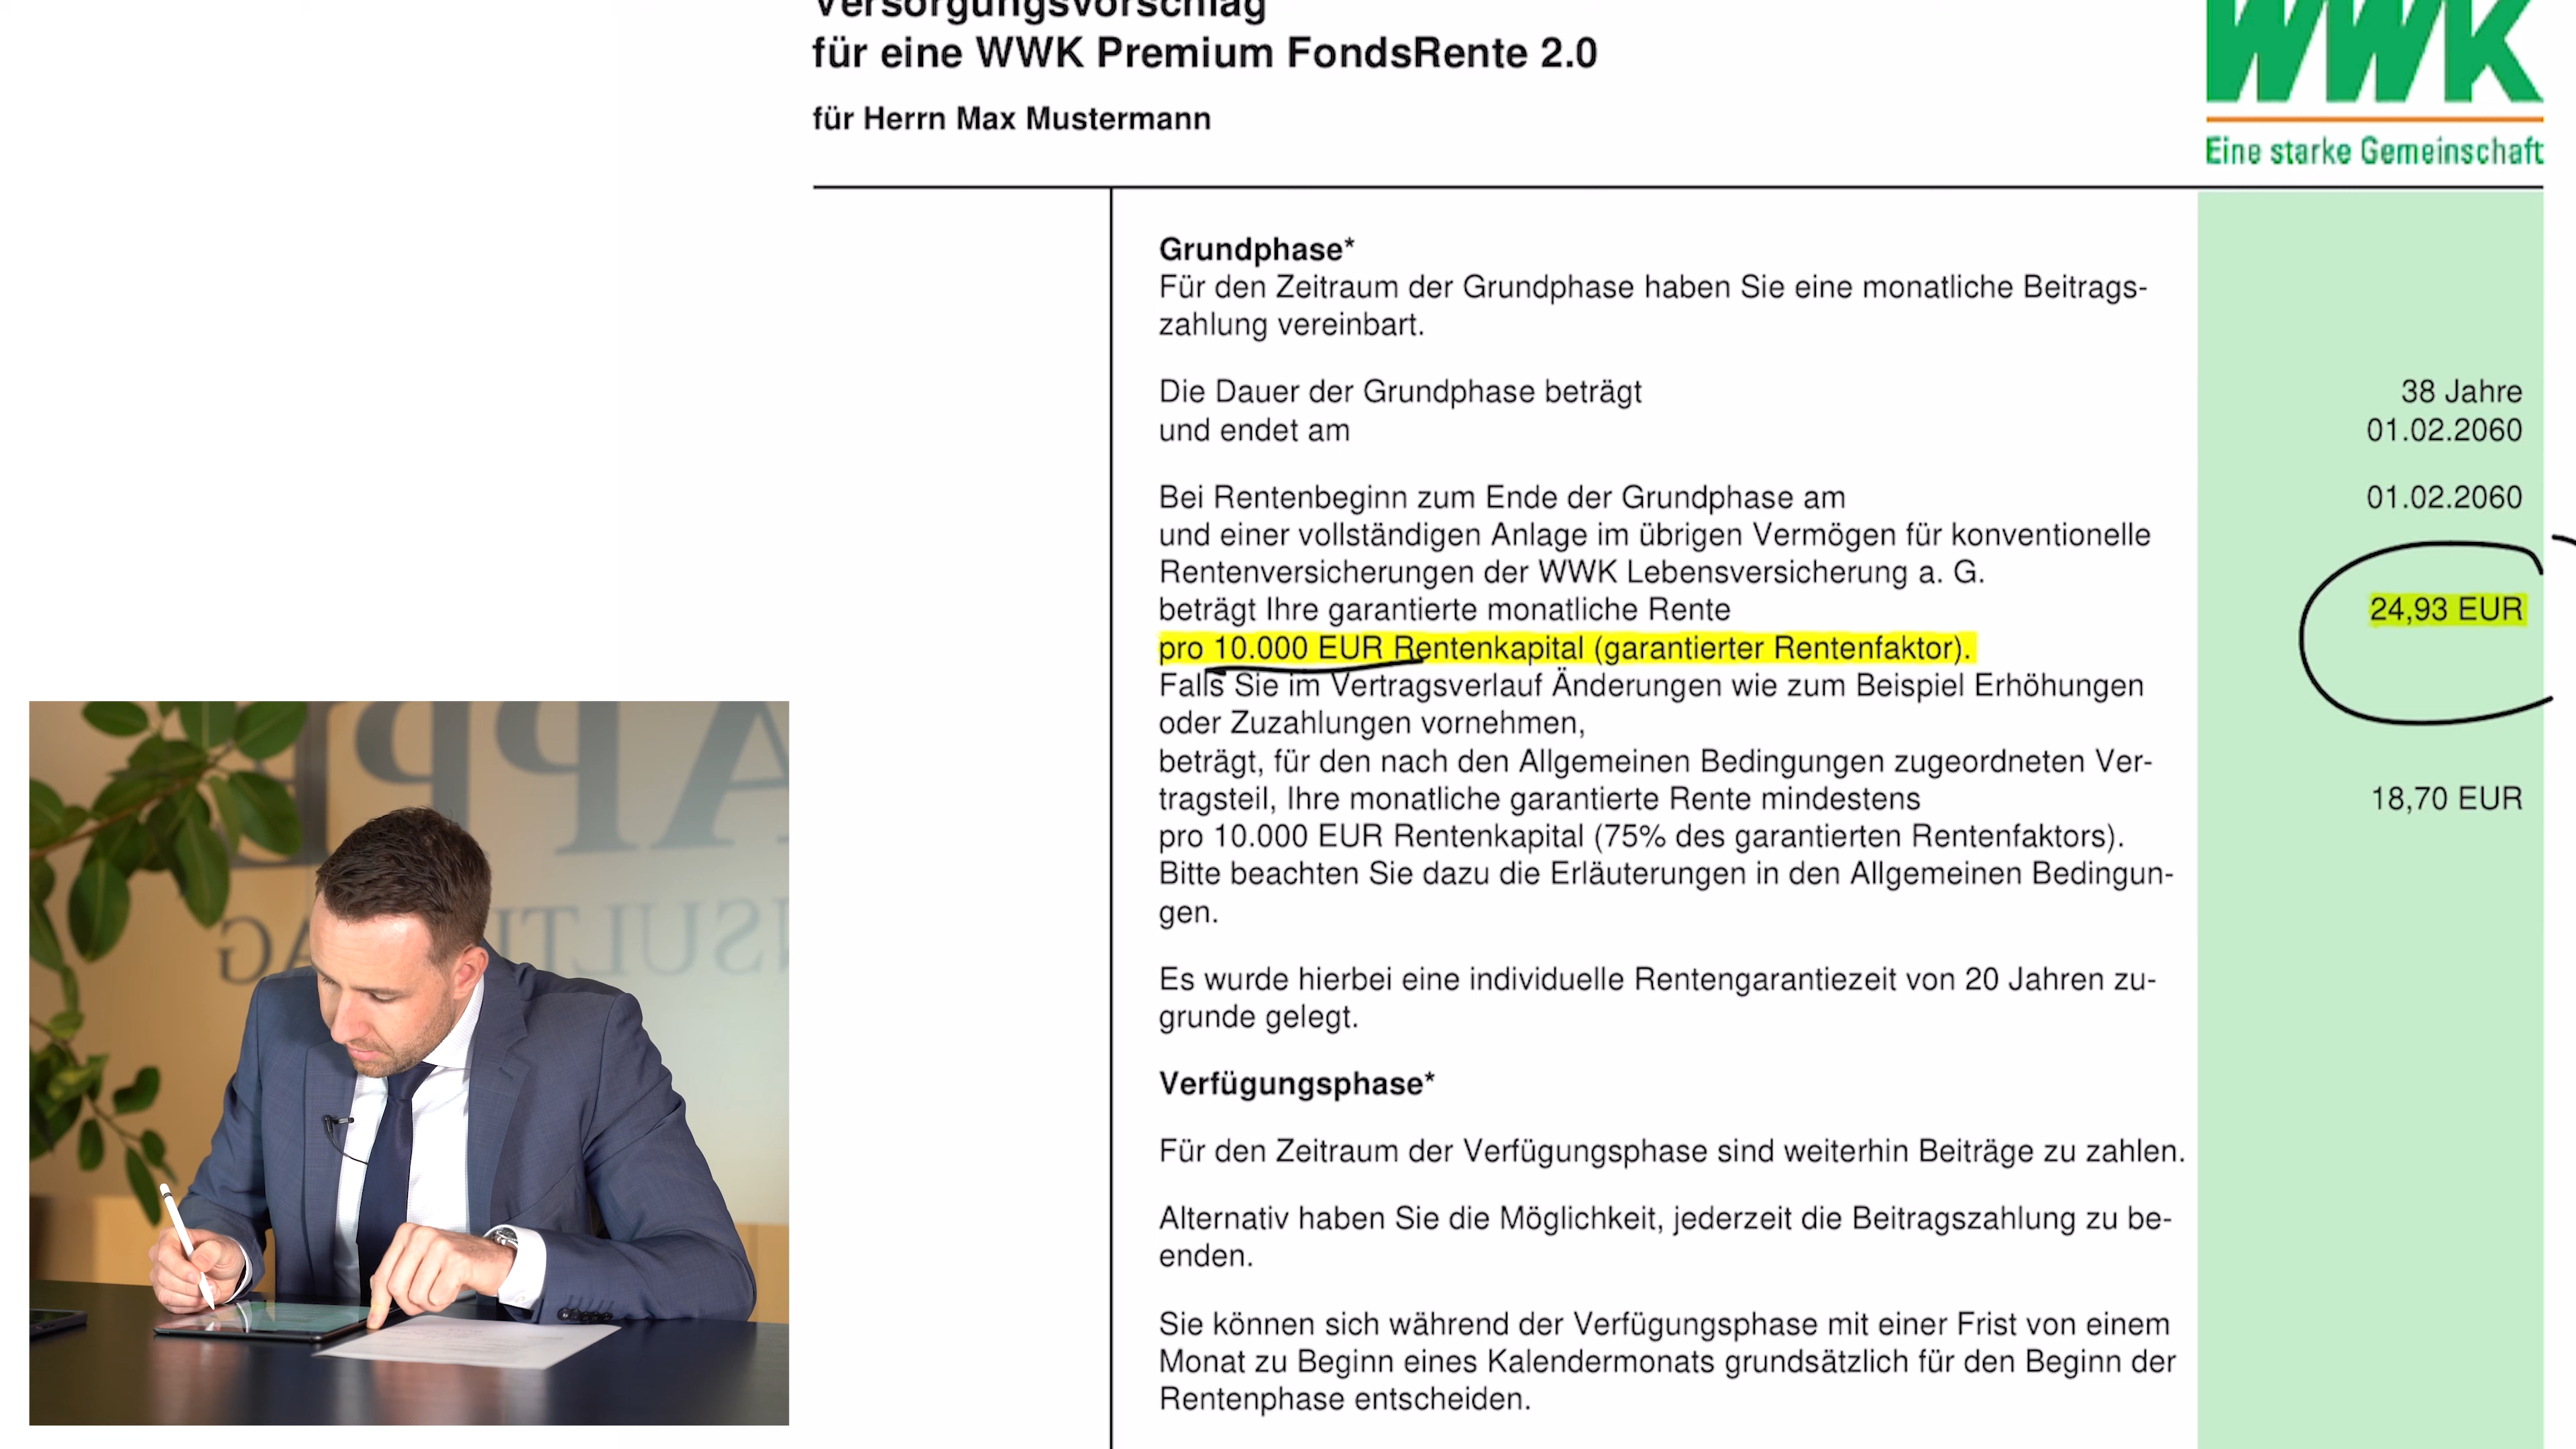 Versorgungsvorschlag
für eine WWK Premium FondsRente 2.0
für Herrn Max Mustermann
WWK
Eine starke Gemeinschaft
Grundphase*
Für den Zeitraum der Grundphase haben Sie eine monatliche Beitrags-
zahlung vereinbart.
Die Dauer der Grundphase beträgt 38 Jahre
und endet am 01.02.2060
Bei Rentenbeginn zum Ende der Grundphase am 01.02.2060
und einer vollständigen Anlage im übrigen Vermögen für konventionelle
Rentenversicherungen der WWK Lebensversicherung a. G.
beträgt Ihre garantierte monatliche Rente 24,93 EUR
pro 10.000 EUR Rentenkapital (garantierter Rentenfaktor).
Falls Sie im Vertragsverlauf Änderungen wie zum Beispiel Erhöhungen
oder Zuzahlungen vornehmen,
beträgt, für den nach den Allgemeinen Bedingungen zugeordneten Ver-
tragsteil, Ihre monatliche garantierte Rente mindestens 18,70 EUR
pro 10.000 EUR Rentenkapital (75% des garantierten Rentenfaktors).
Bitte beachten Sie dazu die Erläuterungen in den Allgemeinen Bedingun-
gen.
Es wurde hierbei eine individuelle Rentengarantiezeit von 20 Jahren zu-
grunde gelegt.
Verfügungsphase*
Für den Zeitraum der Verfügungsphase sind weiterhin Beiträge zu zahlen.
Alternativ haben Sie die Möglichkeit, jederzeit die Beitragszahlung zu be-
enden.
Sie können sich während der Verfügungsphase mit einer Frist von einem
Monat zu Beginn eines Kalendermonats grundsätzlich für den Beginn der
Rentenphase entscheiden.